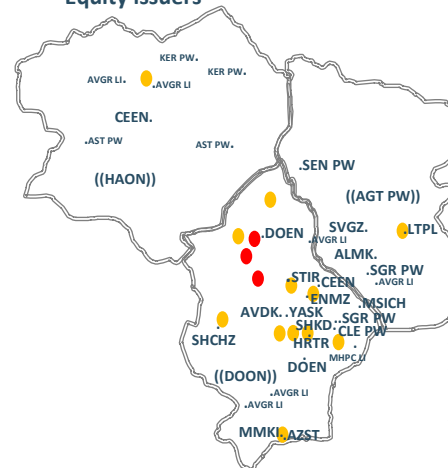 Equity Issuers
KER PW.
KER PW.
AVGR LI.
.AVGR LI
CEEN.
.AST PW
AST PW.
((HAON))
.SEN PW
((AGT PW))
SVGZ.
.LTPL
.DOEN
.AVGR LI
ALMK.
.SGR PW
.AVGR LI
.STIR
.CEEN
.ENMZ
.MSICH
AVDK.
.YASK
SHKD.
.SGR PW
.CLE PW
SHCHZ
HRTR
MHPC LI
DOEN
((DOON))
.AVGR LI
.AVGR LI
MMKI.
.AZST